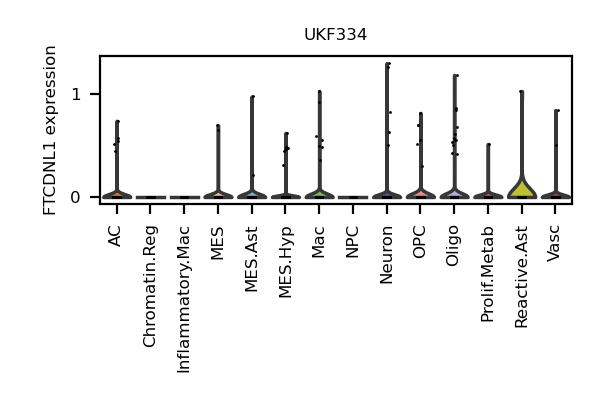 UKF334
FTCDNL1 expression
1
0
AC
Chromatin.Reg
Inflammatory.Mac
MES
MES.Ast
MES.Hyp
Mac
NPC
Neuron
OPC
Oligo
Prolif.Metab
Reactive.Ast
Vasc